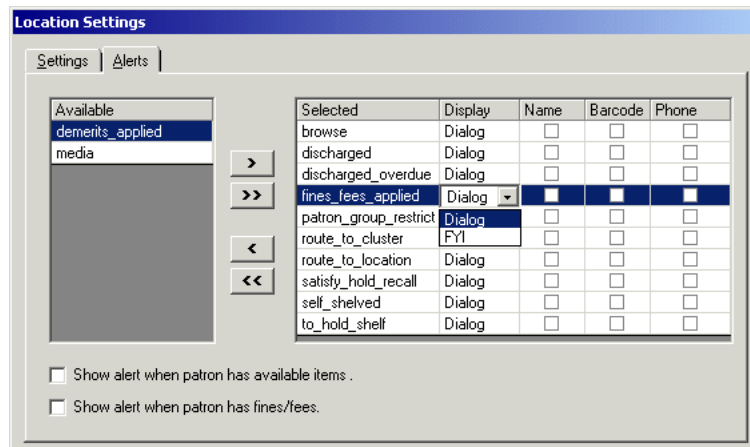 Location Settings
Settings Alerts
Available
demerits_applied
media
>
>>
<
<<
Selected Display Name Barcode Phone
browse Dialog
discharged Dialog
discharged_overdue Dialog
fines_fees_applied Dialog
patron_group_restrict Dialog
route_to_cluster FYI
route_to_location Dialog
satisfy_hold_recall Dialog
self_shelved Dialog
to_hold_shelf Dialog
Show alert when patron has available items .
Show alert when patron has fines/fees.